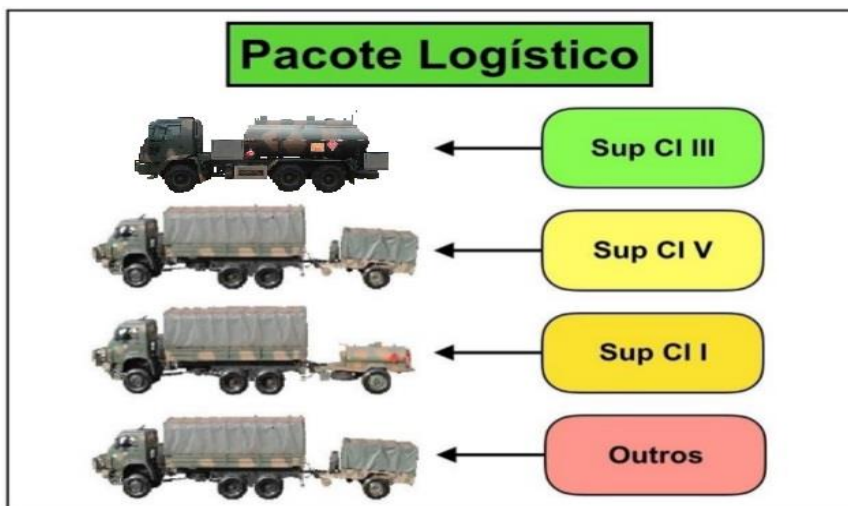 Pacote Logístico
Sup Cl III
Sup Cl V
Sup Cl I
Outros